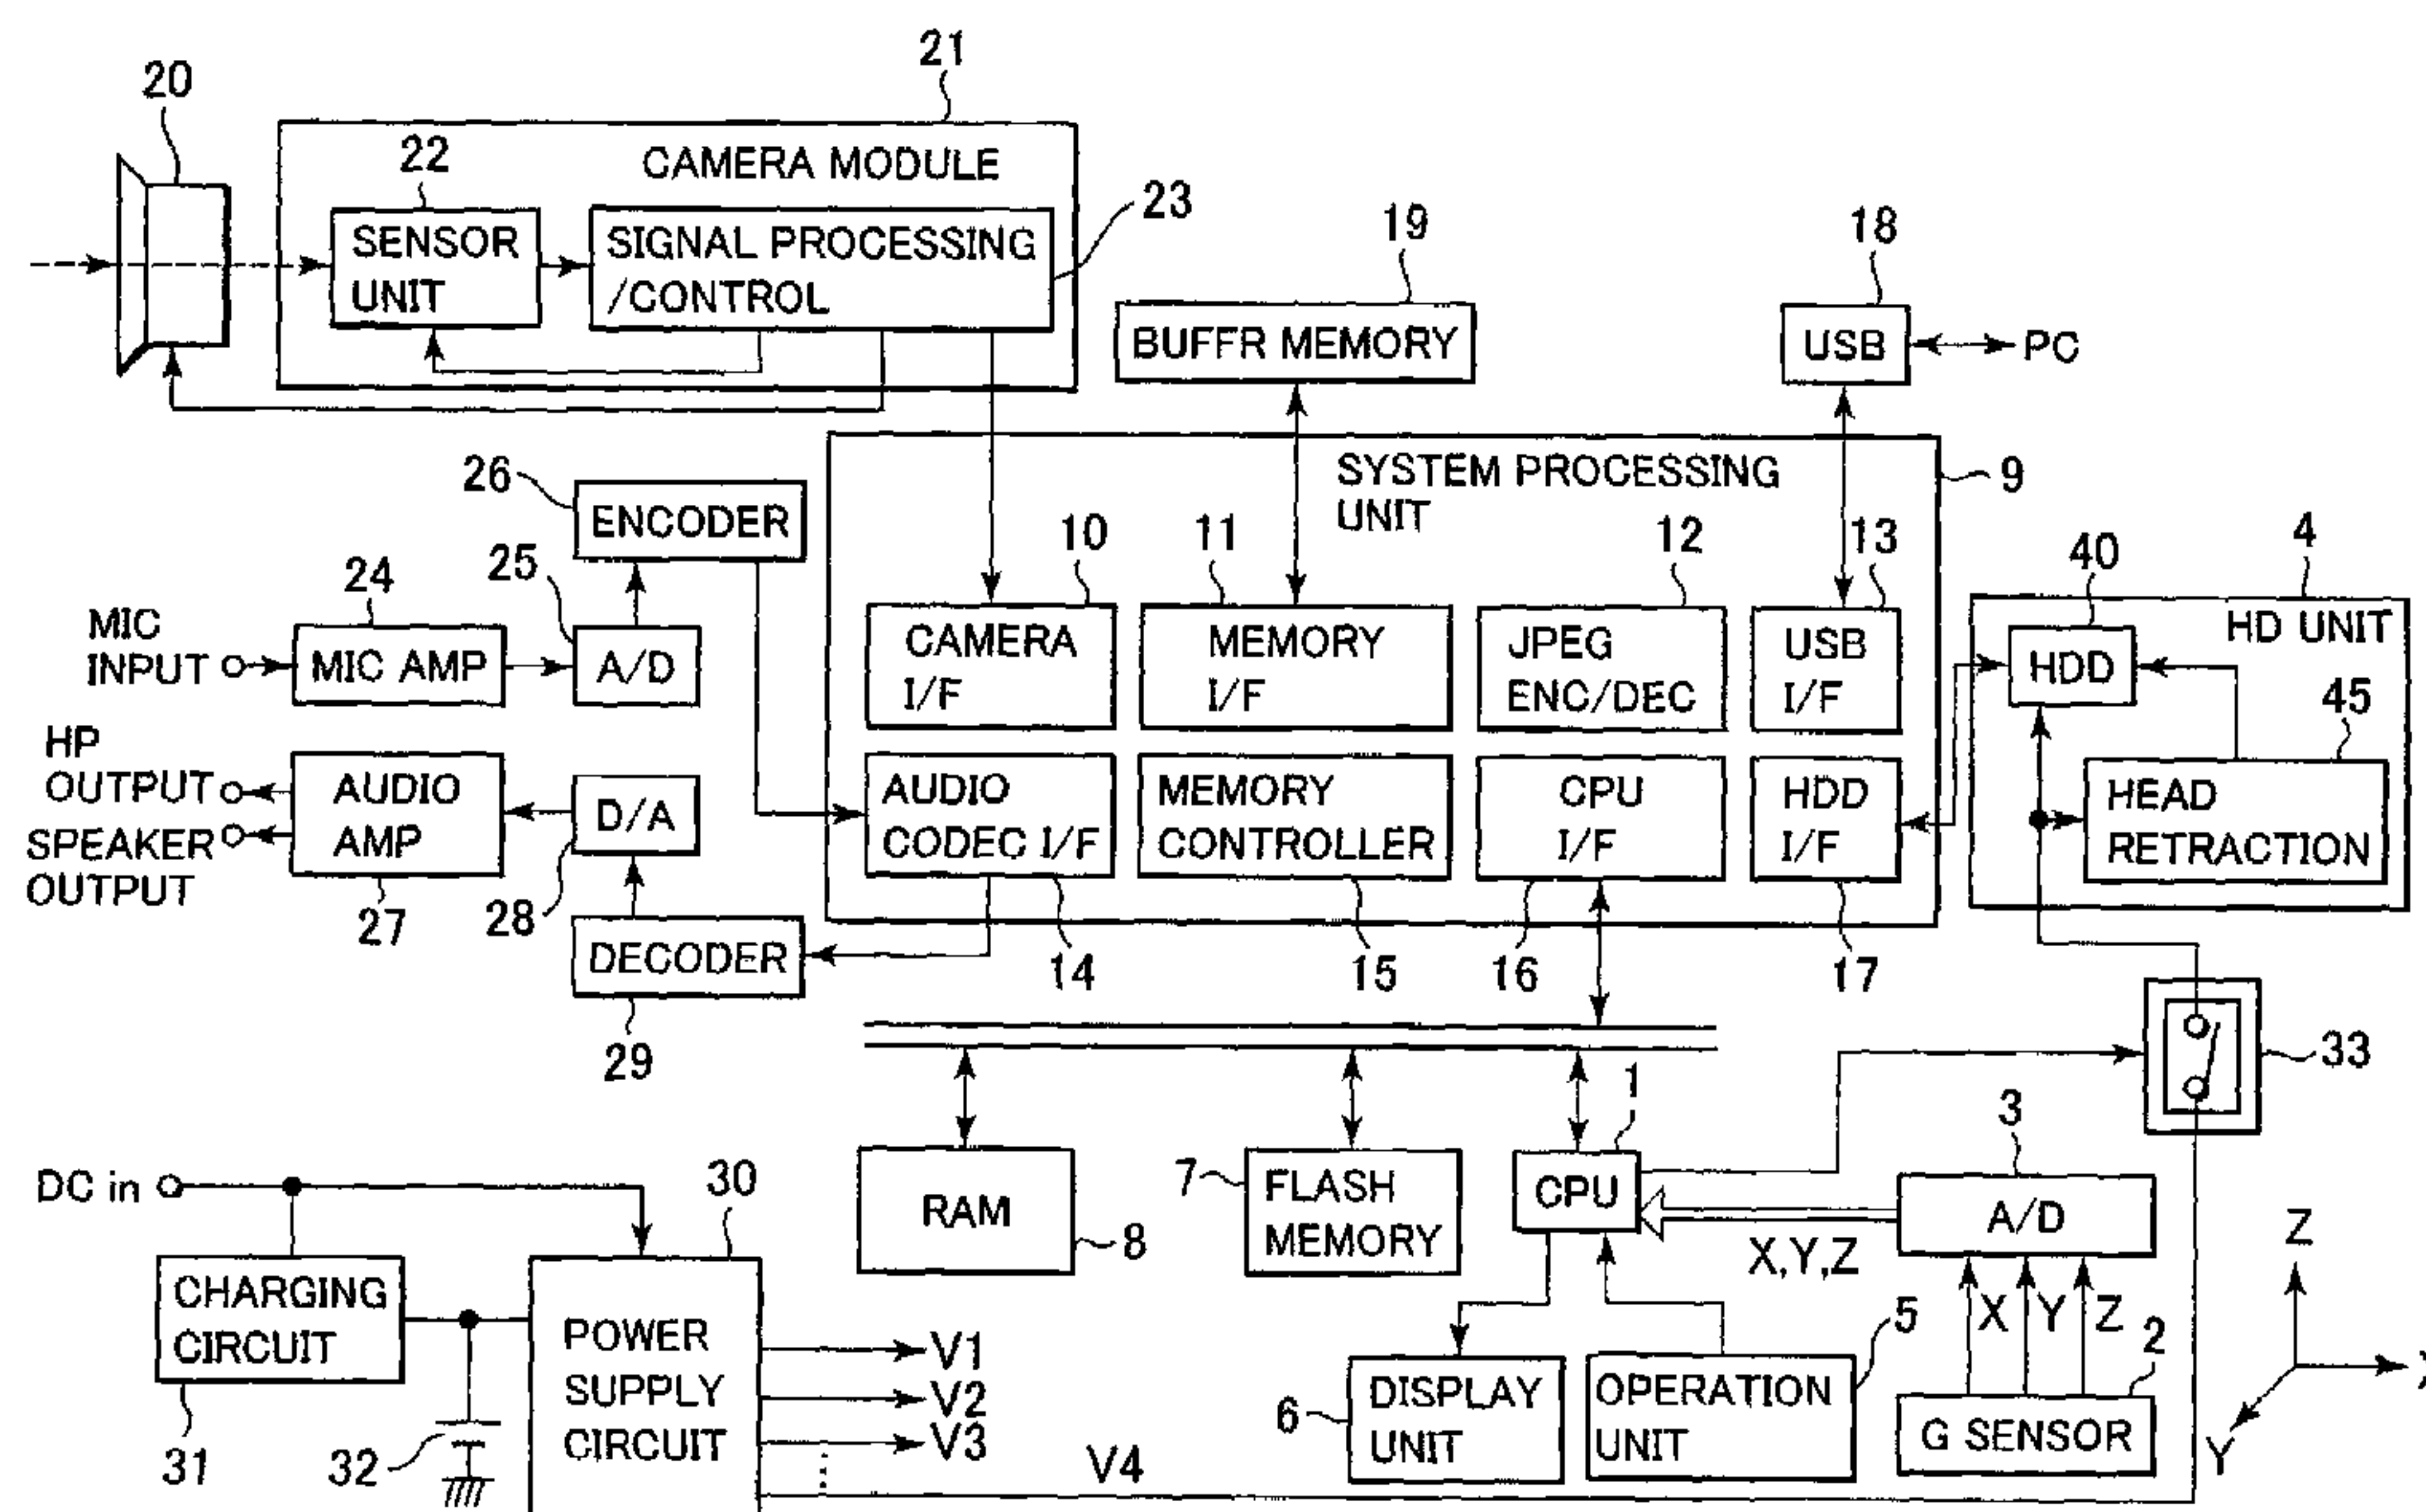 21
20
22
CAMERA MODULE
23
SENSOR
UNIT
SIGNAL PROCESSING
/CONTROL
19
18
BUFFR MEMORY
USB
PC
26
ENCODER
SYSTEM PROCESSING
UNIT
9
4
24
25
10
11
12
13
40
MIC
INPUT
MIC AMP
A/D
CAMERA
I/F
MEMORY
I/F
JPEG
ENC/DEC
USB
I/F
HDD
HD UNIT
45
HP
OUTPUT
SPEAKER
OUTPUT
AUDIO
AMP
D/A
AUDIO
CODEC I/F
MEMORY
CONTROLLER
CPU
I/F
HDD
I/F
HEAD
RETRACTION
27
28
DECODER
29
14
15
16
17
33
1
3
DC in
30
RAM
8
7
FLASH
MEMORY
CPU
A/D
X,Y,Z
X
Y
Z
Z
X
Y
CHARGING
CIRCUIT
31
32
POWER
SUPPLY
CIRCUIT
V1
V2
V3
V4
6
DISPLAY
UNIT
OPERATION
UNIT
5
2
G SENSOR